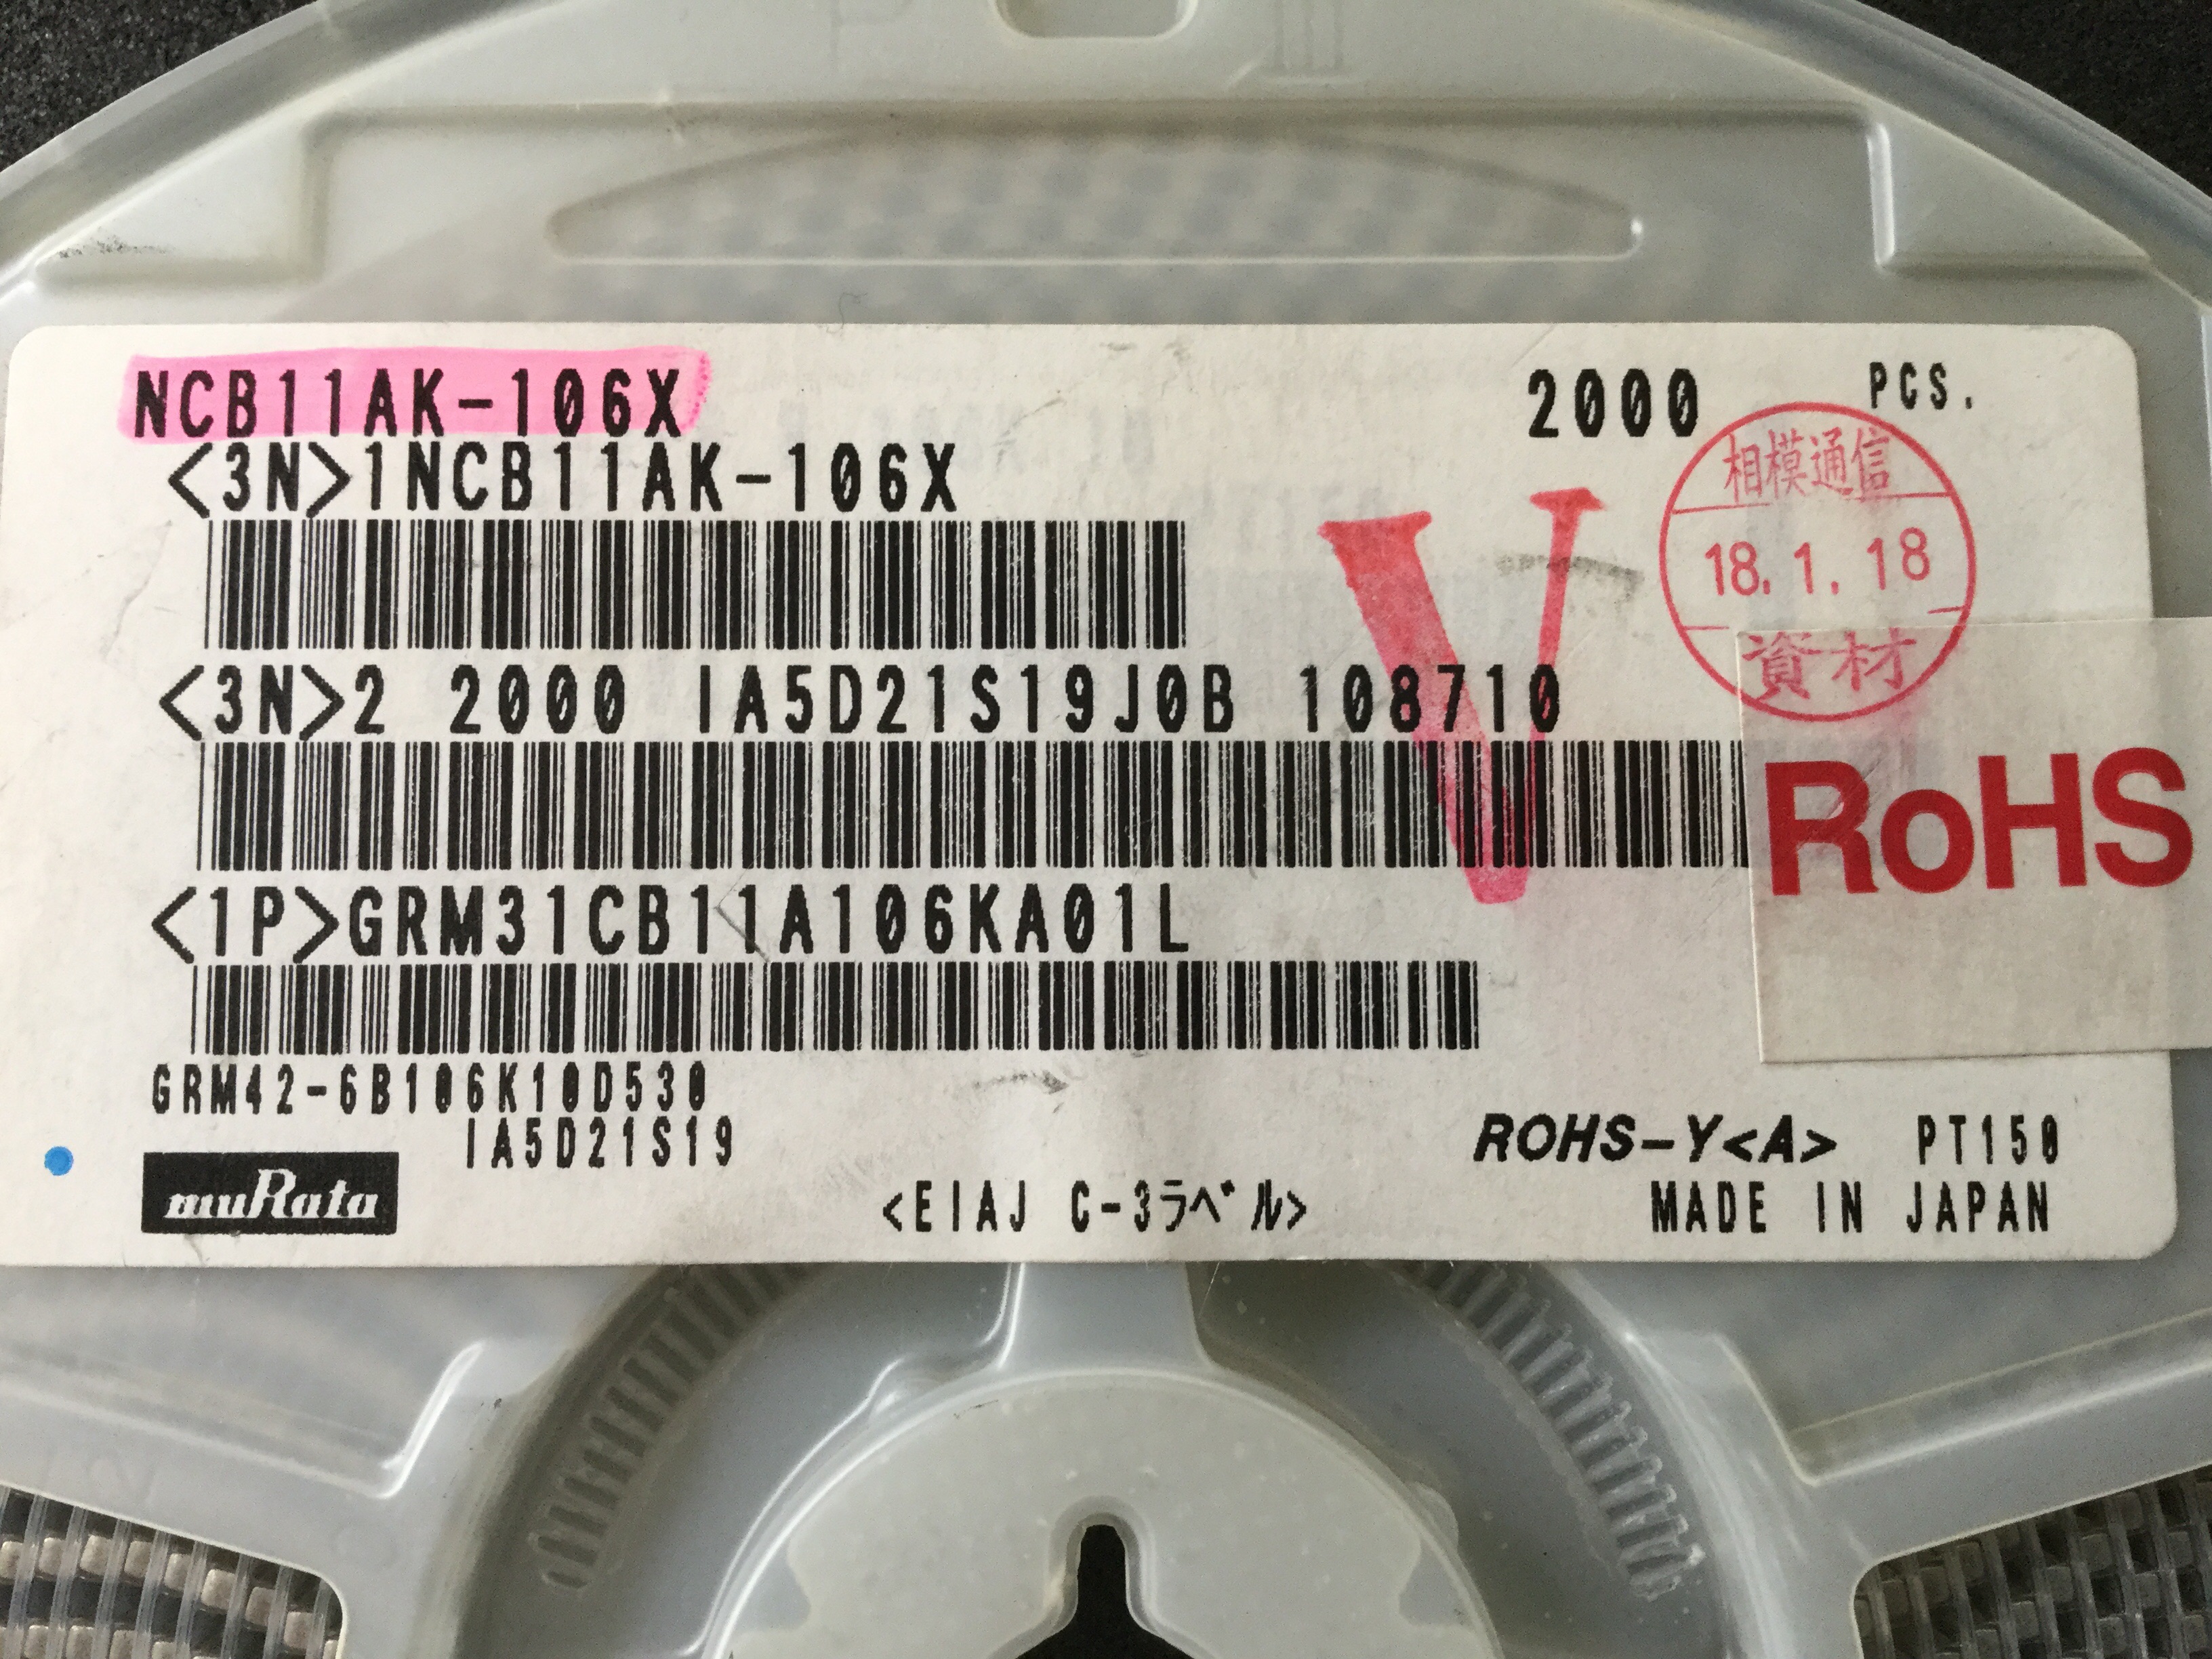 NCB11AK-106X 2000 PCS.
<3N>1NCB11AK-106X
相模通信
18.1.18
資材
V
<3N>2 2000 IA5D21S19J0B 108710
RoHS
<1P>GRM31CB11A106KA01L
GRM42-6B106K10D530
IA5D21S19
ROHS-Y<A> PT150
muRata
<EIAJ C-3ラベル>
MADE IN JAPAN